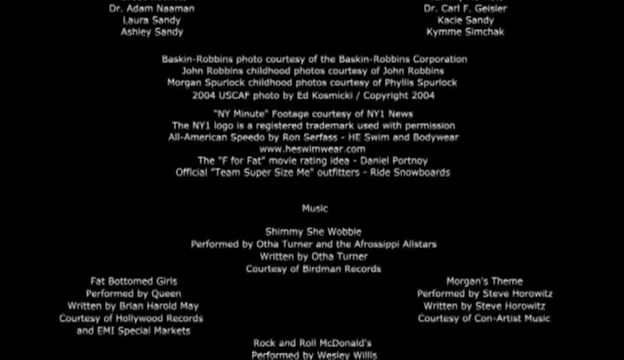 Dr. Adam Naaman
Laura Sandy
Ashley Sandy
Dr. Carl F. Geisler
Kacie Sandy
Kymme Simchak
Baskin-Robbins photo courtesy of the Baskin-Robbins Corporation
John Robbins childhood photos courtesy of John Robbins
Morgan Spurlock childhood photos courtesy of Phyllis Spurlock
2004 USCAF photo by Ed Kosmicki / Copyright 2004
"NY Minute" Footage courtesy of NY1 News
The NY1 logo is a registered trademark used with permission
All-American Speedo by Ron Serfass - HE Swim and Bodywear
www.heswimwear.com
The "F for Fat" movie rating idea - Daniel Portnoy
Official "Team Super Size Me" outfitters - Ride Snowboards
Music
Shimmy She Wobble
Performed by Otha Turner and the Afrossippi Allstars
Written by Otha Turner
Courtesy of Birdman Records
Fat Bottomed Girls
Performed by Queen
Written by Brian Harold May
Courtesy of Hollywood Records
and EMI Special Markets
Morgan's Theme
Performed by Steve Horowitz
Written by Steve Horowitz
Courtesy of Con-Artist Music
Rock and Roll McDonald's
Performed by Wesley Willis